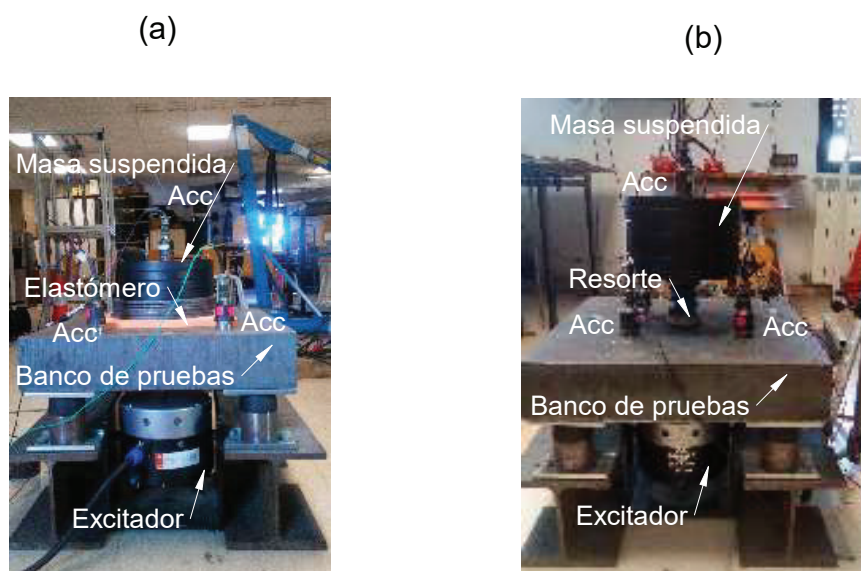 (a)
Masa suspendida
Acc
Elastómero
Acc
Acc
Banco de pruebas
Excitador
(b)
Masa suspendida
Acc
Resorte
Acc
Acc
Banco de pruebas
Excitador